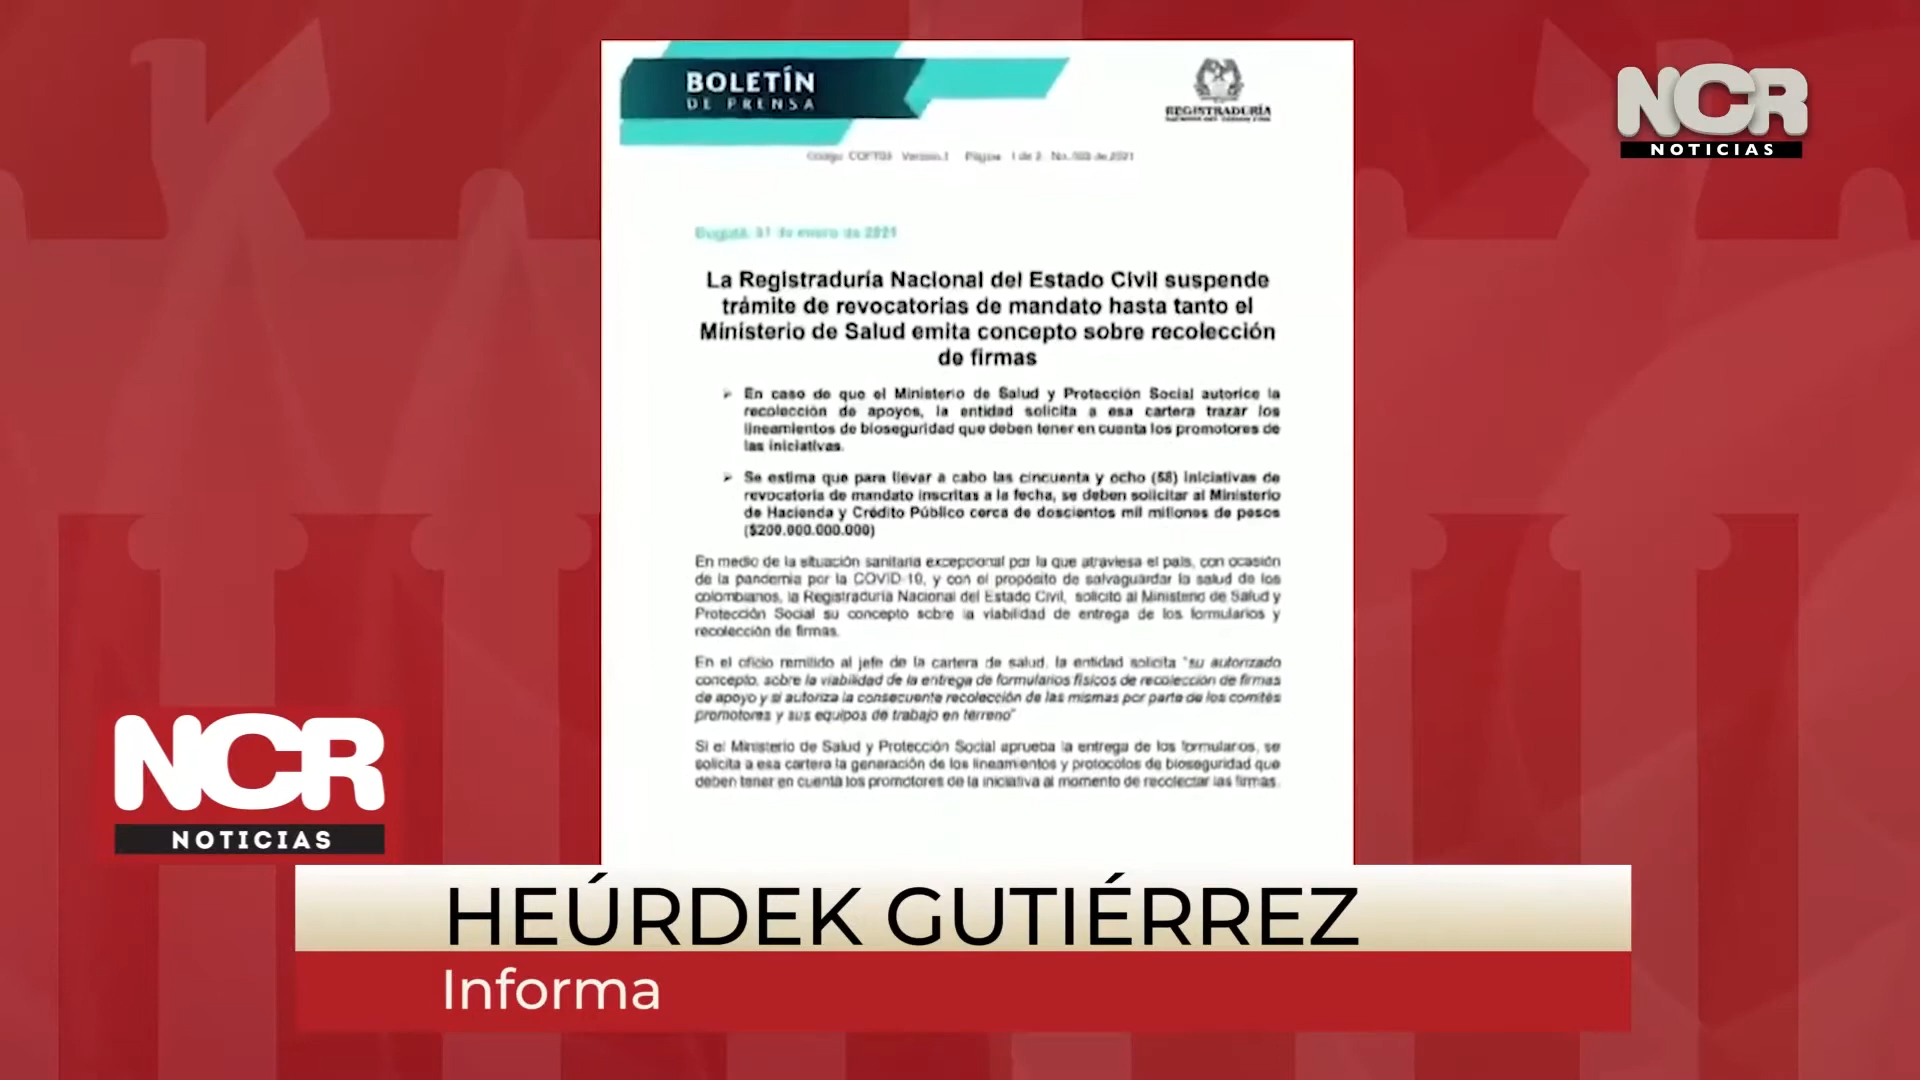 BOLETÍN
DE PRENSA
REGISTRADURÍA
NCR
NOTICIAS
Página 1 de 2
Bogotá, 31 de enero de 2021
La Registraduría Nacional del Estado Civil suspende
trámite de revocatorias de mandato hasta tanto el
Ministerio de Salud emita concepto sobre recolección
de firmas
➢ En caso de que el Ministerio de Salud y Protección Social autorice la
recolección de apoyos, la entidad solicita a esa cartera trazar los
lineamientos de bioseguridad que deben tener en cuenta los promotores de
las iniciativas.
➢ Se estima que para llevar a cabo las cincuenta y ocho (58) iniciativas de
revocatoria de mandato inscritas a la fecha, se deben solicitar al Ministerio
de Hacienda y Crédito Público cerca de doscientos mil millones de pesos
($200.000.000.000)
En medio de la situación sanitaria excepcional por la que atraviesa el país, con ocasión
de la pandemia por la COVID-19, y con el propósito de salvaguardar la salud de los
colombianos, la Registraduría Nacional del Estado Civil, solicitó al Ministerio de Salud y
Protección Social su concepto sobre la viabilidad de entrega de los formularios y
recolección de firmas.
En el oficio remitido al jefe de la cartera de salud, la entidad solicita "su autorizado
concepto, sobre la viabilidad de la entrega de formularios físicos de recolección de firmas
de apoyo y si autoriza la consecuente recolección de las mismas por parte de los comités
promotores y sus equipos de trabajo en terreno"
Si el Ministerio de Salud y Protección Social aprueba la entrega de los formularios, se
solicita a esa cartera la generación de los lineamientos y protocolos de bioseguridad que
deben tener en cuenta los promotores de la iniciativa al momento de recolectar las firmas.
NCR
NOTICIAS
HEÚRDEK GUTIÉRREZ
Informa